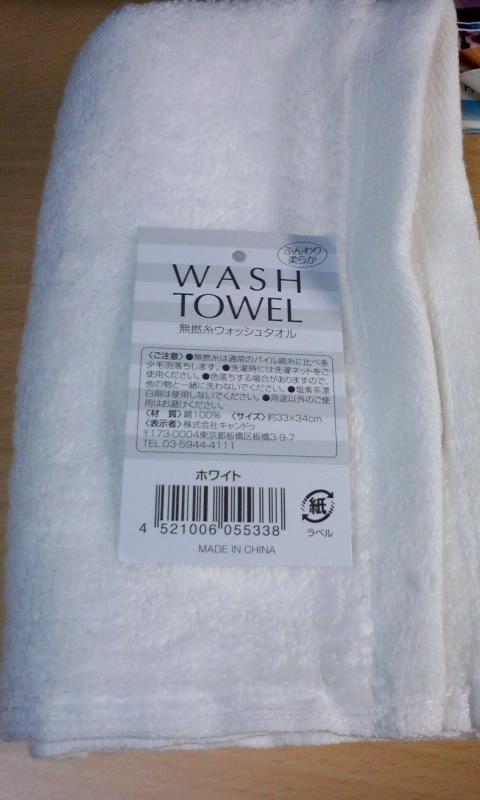 ふんわり
柔らか
WASH
TOWEL
無撚糸ウォッシュタオル
〈ご注意〉●無撚糸は通常のパイル綿糸に比べ多
少毛羽落ちします。●洗濯時には洗濯ネットをご
使用ください。●色落ちする場合がありますので、
他の物と一緒に洗わないでください。●塩素系漂
白剤は使用しないでください。●用途以外のご使
用はお避けください。
〈材 質〉綿100% 〈サイズ〉約33×34cm
〈表示者〉株式会社キャンドゥ
〒173-0004東京都板橋区板橋3-9-7
TEL.03-5944-4111
ホワイト
4 521006 055338
紙
ラベル
MADE IN CHINA